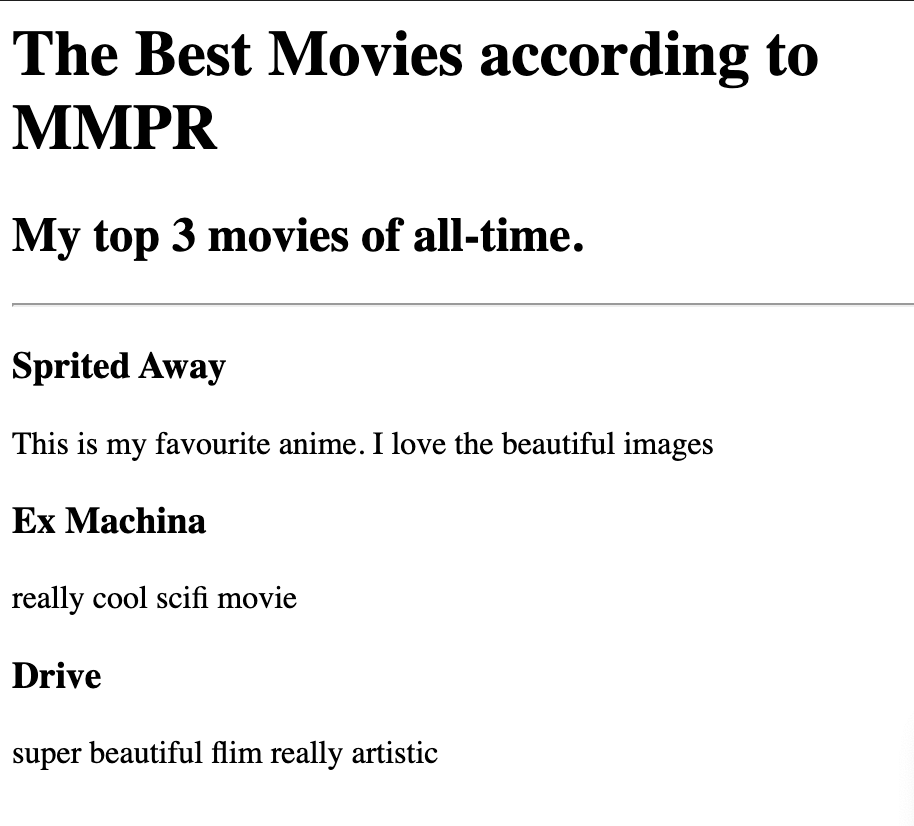 The Best Movies according to
MMPR
My top 3 movies of all-time.
Sprited Away
This is my favourite anime. I love the beautiful images
Ex Machina
really cool scifi movie
Drive
super beautiful flim really artistic